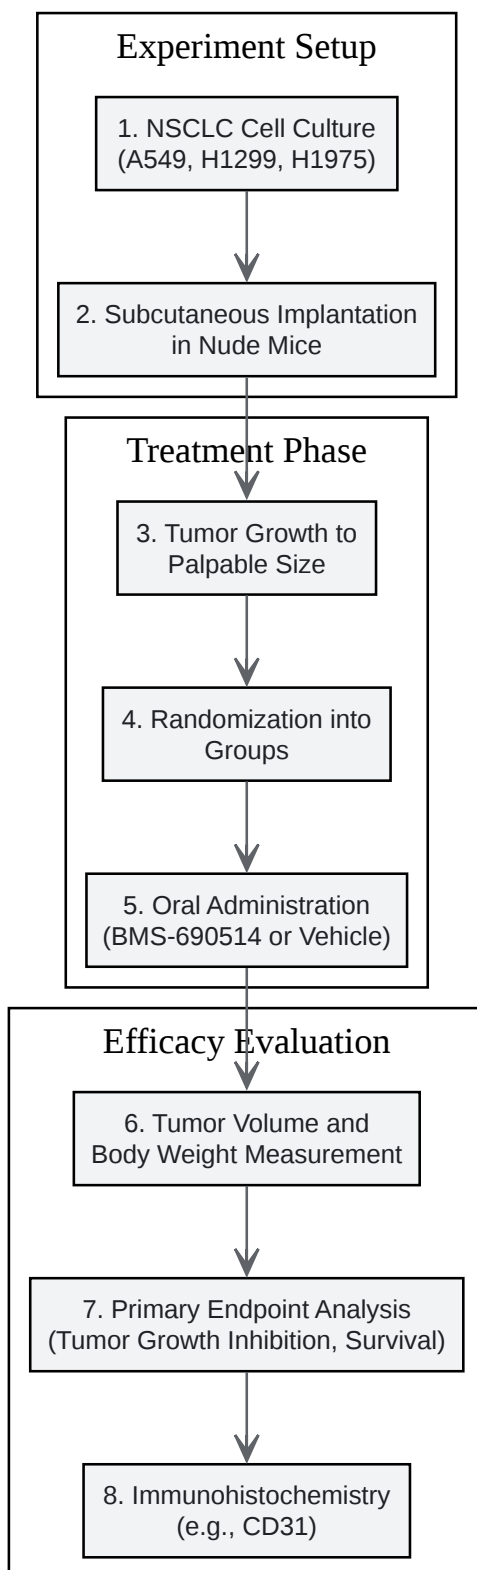 Experiment Setup
1. NSCLC Cell Culture
(A549, H1299, H1975)
2. Subcutaneous Implantation
in Nude Mice
Treatment Phase
3. Tumor Growth to
Palpable Size
4. Randomization into
Groups
5. Oral Administration
(BMS-690514 or Vehicle)
Efficacy Evaluation
6. Tumor Volume and
Body Weight Measurement
7. Primary Endpoint Analysis
(Tumor Growth Inhibition, Survival)
8. Immunohistochemistry
(e.g., CD31)